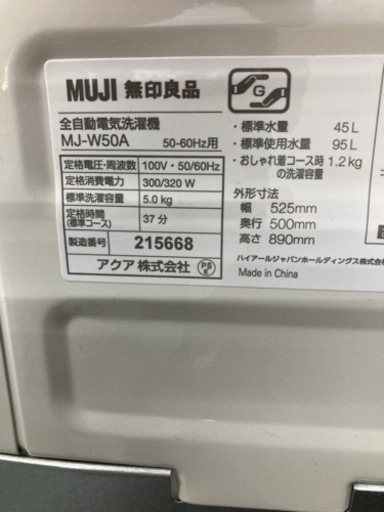 MUJI 無印良品
全自動電気洗濯機
MJ-W50A 50-60Hz用
定格電圧・周波数 100V・50/60Hz
定格消費電力 300/320 W
標準洗濯容量 5.0 kg
定格時間 37 分
(標準コース)
製造番号 215668
アクア 株式会社
PS
E
G
・標準水量 45 L
・標準使用水量 95 L
・おしゃれ着コース時 1.2 kg
の洗濯容量
外形寸法
幅 525mm
奥行 500mm
高さ 890mm
ハイアールジャパンホールディングス株式会
Made in China